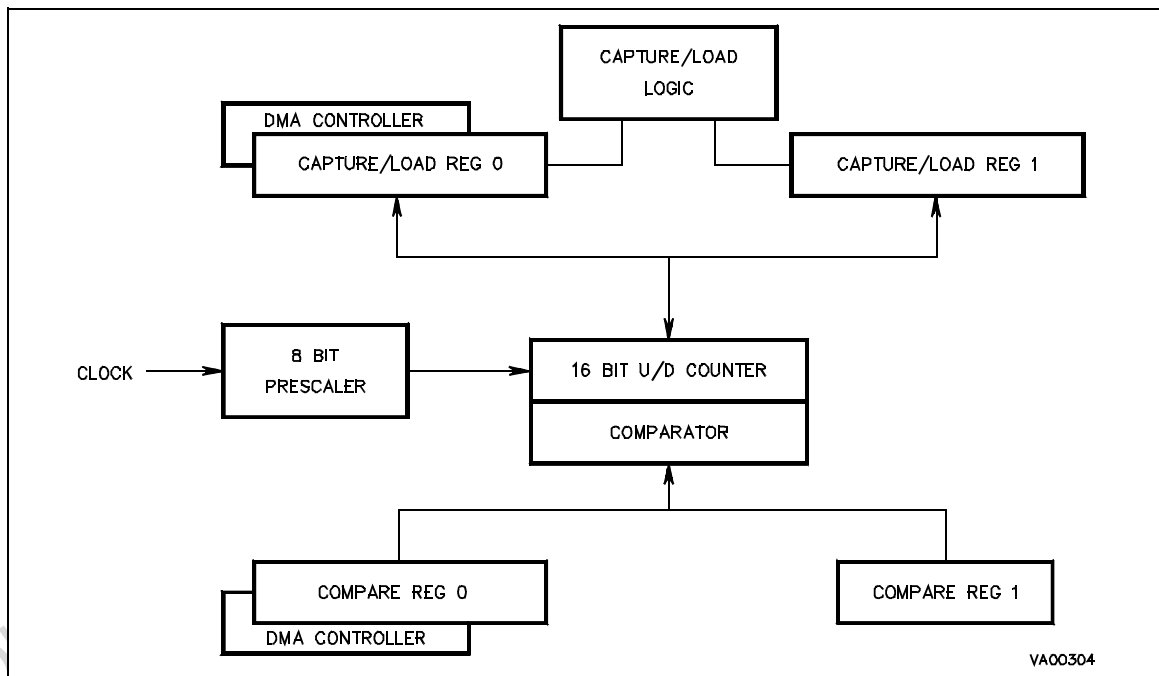 CAPTURE/LOAD
LOGIC
DMA CONTROLLER
CAPTURE/LOAD REG 0
CAPTURE/LOAD REG 1
CLOCK
8 BIT
PRESCALER
16 BIT U/D COUNTER
COMPARATOR
COMPARE REG 0
COMPARE REG 1
DMA CONTROLLER
VA00304